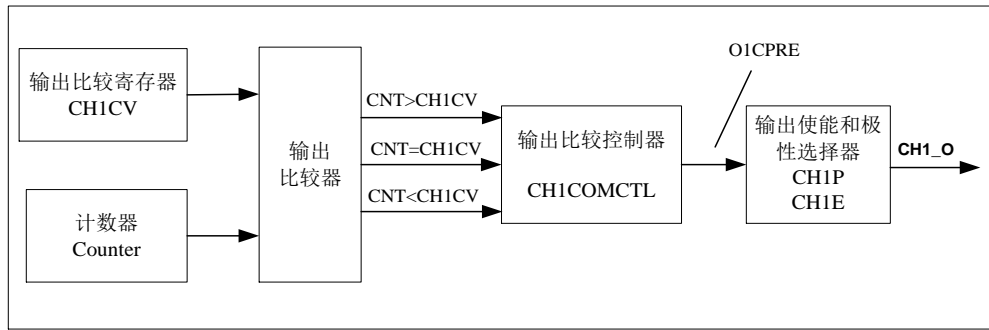 输出比较寄存器
CH1CV
计数器
Counter
输出
比较器
CNT>CH1CV
CNT=CH1CV
CNT<CH1CV
输出比较控制器
CH1COMCTL
O1CPRE
输出使能和极
性选择器
CH1P
CH1E
CH1_O